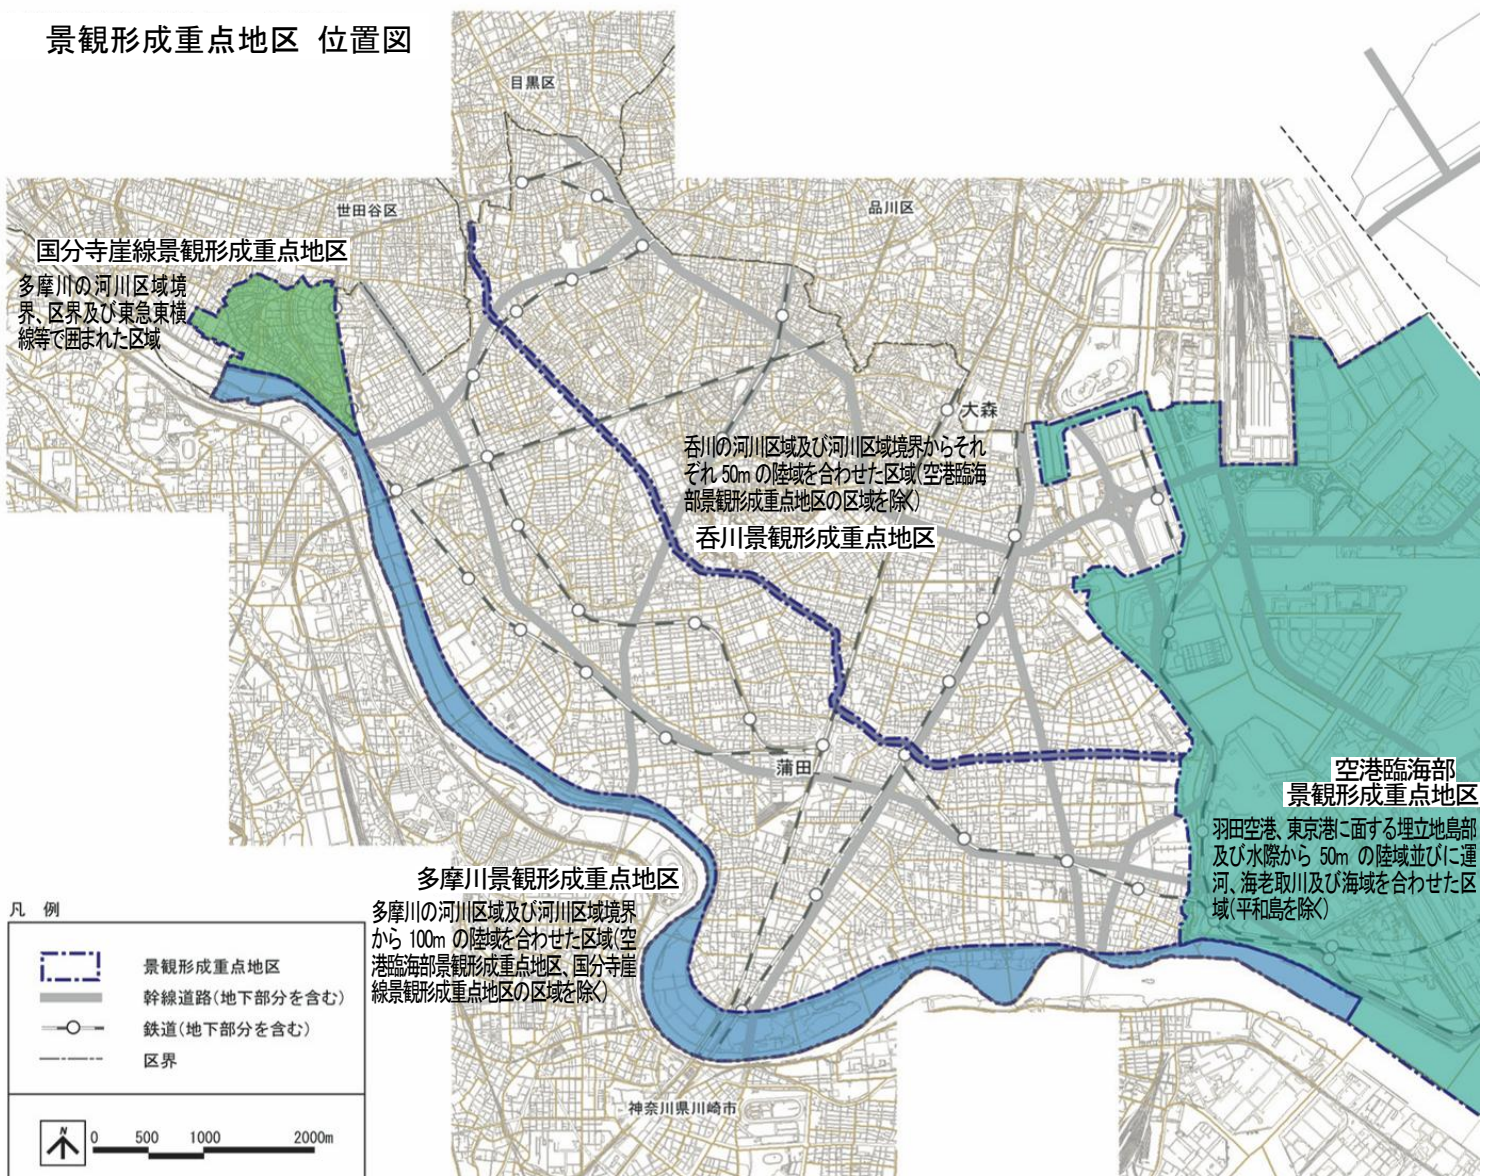 景観形成重点地区 位置図
目黒区
世田谷区
品川区
国分寺崖線景観形成重点地区
多摩川の河川区域境
界、区界及び東急東横
線等で囲まれた区域
大森
呑川の河川区域及び河川区域境界からそれ
ぞれ 50m の陸域を合わせた区域(空港臨海
部景観形成重点地区の区域を除く)
呑川景観形成重点地区
蒲田
空港臨海部
景観形成重点地区
羽田空港、東京港に面する埋立地島部
及び水際から 50m の陸域並びに運
河、海老取川及び海域を合わせた区
域(平和島を除く)
多摩川景観形成重点地区
多摩川の河川区域及び河川区域境界
から 100m の陸域を合わせた区域(空
港臨海部景観形成重点地区、国分寺崖
線景観形成重点地区の区域を除く)
神奈川県川崎市
凡 例
景観形成重点地区
幹線道路(地下部分を含む)
鉄道(地下部分を含む)
区界
N
0 500 1000 2000m